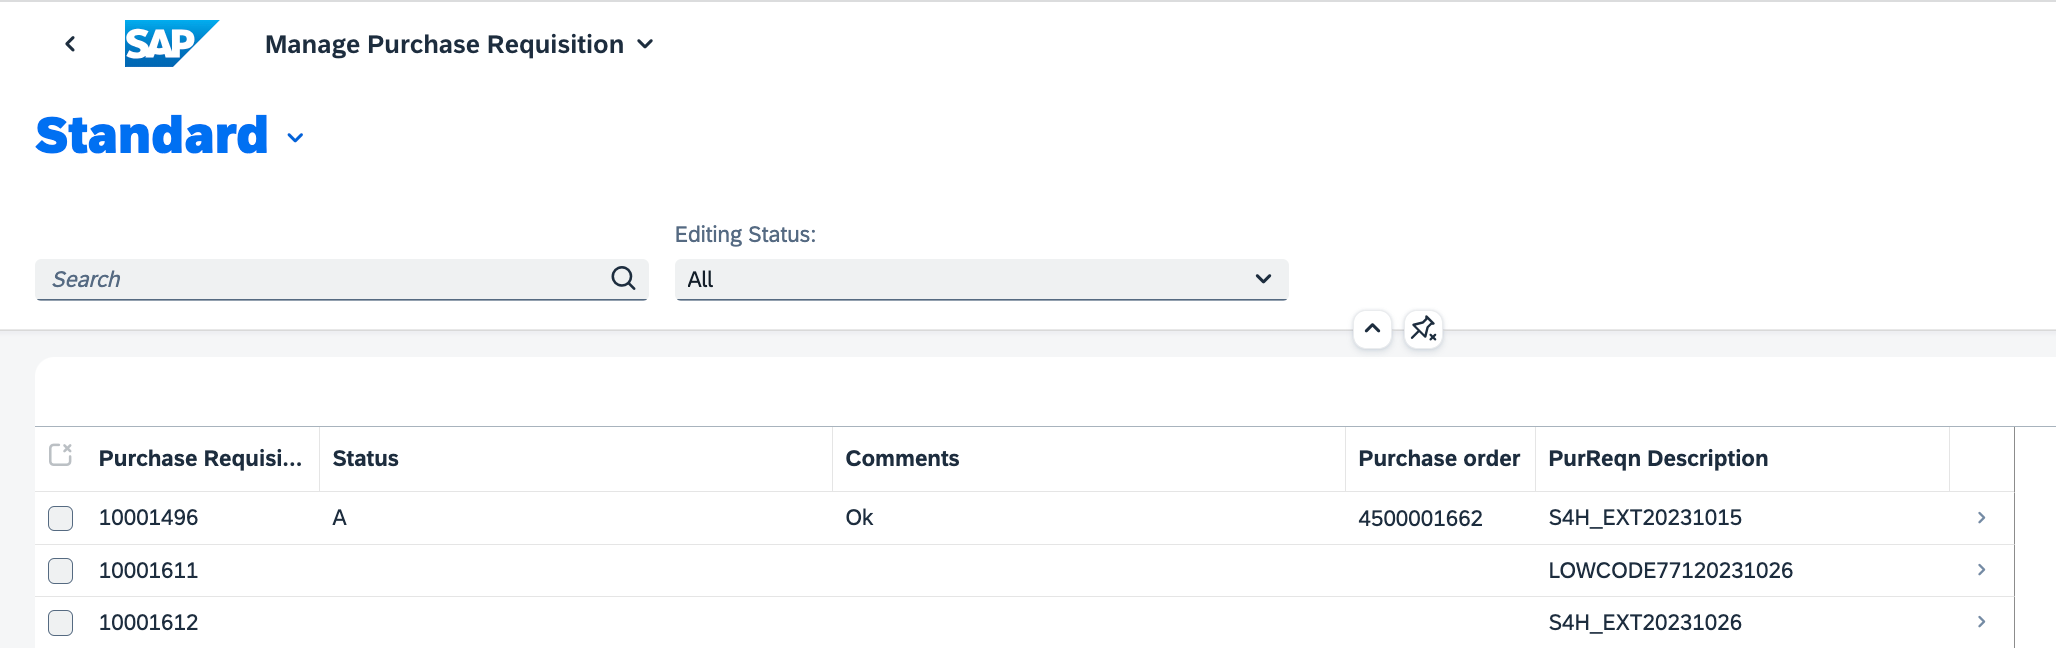 SAP Manage Purchase Requisition
Standard
Editing Status:
Search All
Purchase Requisi... Status Comments Purchase order PurReqn Description
10001496 A Ok 4500001662 S4H_EXT20231015
10001611 LOWCODE77120231026
10001612 S4H_EXT20231026